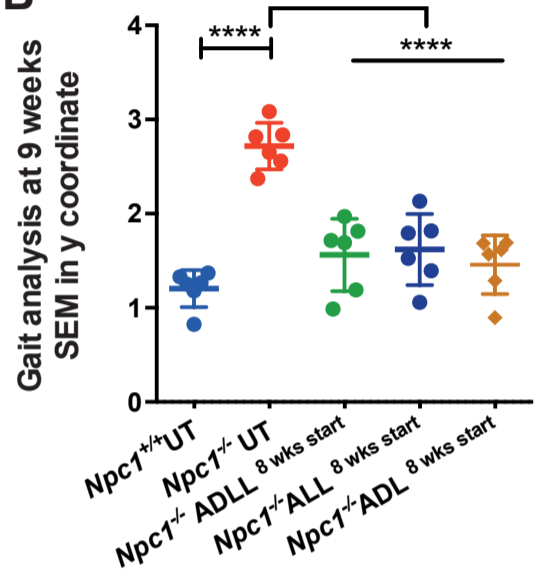 Gait analysis at 9 weeks
SEM in y coordinate
4
3
2
1
0
****
****
Npc1+/+UT
Npc1-/- UT
Npc1-/- ADLL 8 wks start
Npc1-/-ALL 8 wks start
Npc1-/-ADL 8 wks start